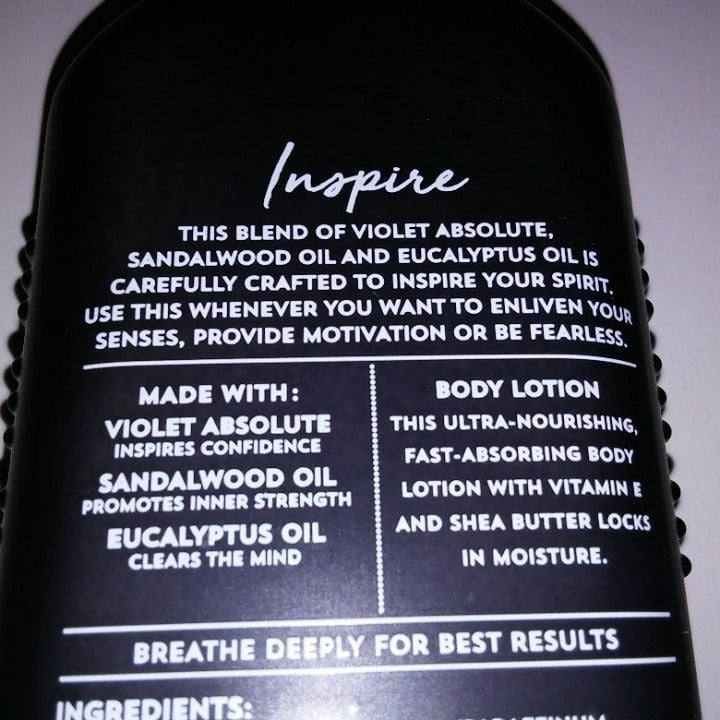 Inspire
THIS BLEND OF VIOLET ABSOLUTE,
SANDALWOOD OIL AND EUCALYPTUS OIL IS
CAREFULLY CRAFTED TO INSPIRE YOUR SPIRIT.
USE THIS WHENEVER YOU WANT TO ENLIVEN YOUR
SENSES, PROVIDE MOTIVATION OR BE FEARLESS.
MADE WITH:
VIOLET ABSOLUTE
INSPIRES CONFIDENCE
SANDALWOOD OIL
PROMOTES INNER STRENGTH
EUCALYPTUS OIL
CLEARS THE MIND
BODY LOTION
THIS ULTRA-NOURISHING,
FAST-ABSORBING BODY
LOTION WITH VITAMIN E
AND SHEA BUTTER LOCKS
IN MOISTURE.
BREATHE DEEPLY FOR BEST RESULTS
INGREDIENTS: